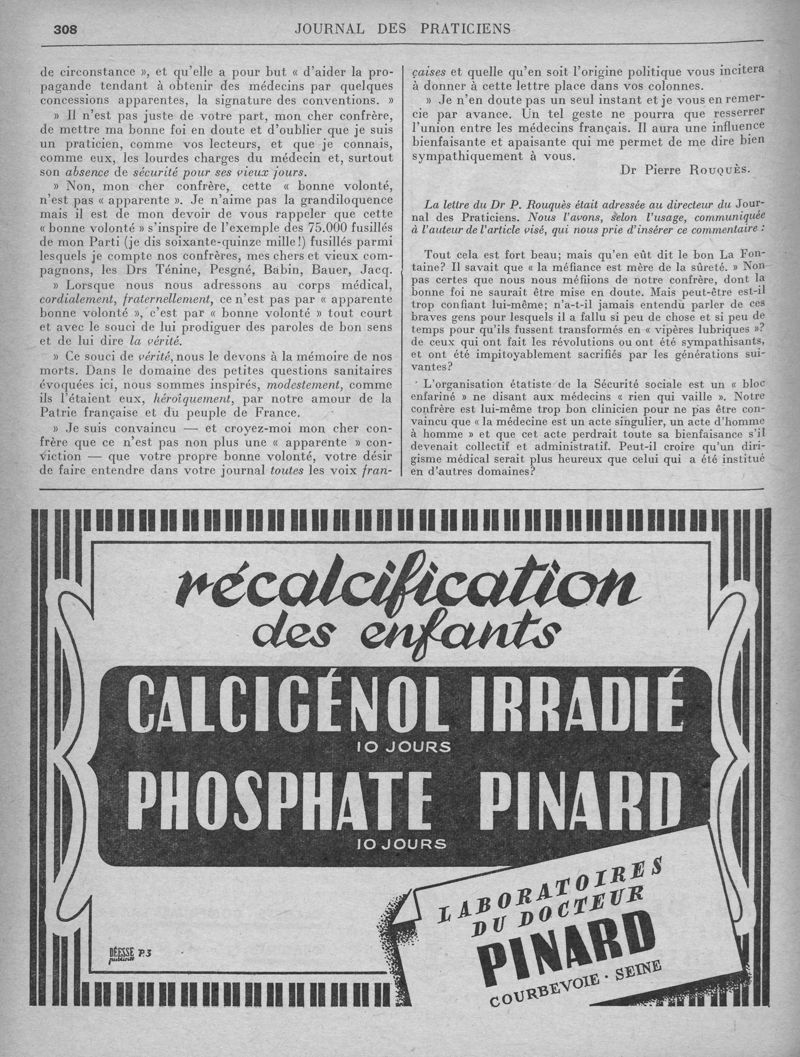 308
JOURNAL DES PRATICIENS
de circonstance », et qu'elle a pour but « d'aider la pro-
pagande tendant à obtenir des médecins par quelques
concessions apparentes, la signature des conventions. »
» Il n'est pas juste de votre part, mon cher confrère,
de mettre ma bonne foi en doute et d'oublier que je suis
un praticien, comme vos lecteurs, et que je connais,
comme eux, les lourdes charges du médecin et, surtout
son absence de sécurité pour ses vieux jours.
» Non, mon cher confrère, cette « bonne volonté,
n'est pas « apparente ». Je n'aime pas la grandiloquence
mais il est de mon devoir de vous rappeler que cette
« bonne volonté » s'inspire de l'exemple des 75.000 fusillés
de mon Parti (je dis soixante-quinze mille !) fusillés parmi
lesquels je compte nos confrères, mes chers et vieux com-
pagnons, les Drs Ténine, Pesgné, Babin, Bauer, Jacq.
» Lorsque nous nous adressons au corps médical,
cordialement, fraternellement, ce n'est pas par « apparente
bonne volonté », c'est par « bonne volonté » tout court
et avec le souci de lui prodiguer des paroles de bon sens
et de lui dire la vérité.
» Ce souci de vérité, nous le devons à la mémoire de nos
morts. Dans le domaine des petites questions sanitaires
évoquées ici, nous sommes inspirés, modestement, comme
ils l'étaient eux, héroïquement, par notre amour de la
Patrie française et du peuple de France.
» Je suis convaincu — et croyez-moi mon cher con-
frère que ce n'est pas non plus une « apparente » con-
viction — que votre propre bonne volonté, votre désir
de faire entendre dans votre journal toutes les voix fran-
çaises et quelle qu'en soit l'origine politique vous incitera
à donner à cette lettre place dans vos colonnes.
» Je n'en doute pas un seul instant et je vous en remer-
cie par avance. Un tel geste ne pourra que resserrer
l'union entre les médecins français. Il aura une influence
bienfaisante et apaisante qui me permet de me dire bien
sympathiquement à vous.
Dr Pierre ROUQUÈS.
La lettre du Dr P. Rouquès était adressée au directeur du Jour-
nal des Praticiens. Nous l'avons, selon l'usage, communiquée
à l'auteur de l'article visé, qui nous prie d'insérer ce commentaire :
Tout cela est fort beau; mais qu'en eût dit le bon La Fon-
taine? Il savait que « la méfiance est mère de la sûreté. » Non
pas certes que nous nous méfiions de notre confrère, dont la
bonne foi ne saurait être mise en doute. Mais peut-être est-il
trop confiant lui-même; n'a-t-il jamais entendu parler de ces
braves gens pour lesquels il a fallu si peu de chose et si peu de
temps pour qu'ils fussent transformés en « vipères lubriques »?
de ceux qui ont fait les révolutions ou ont été sympathisants,
et ont été impitoyablement sacrifiés par les générations sui-
vantes?
L'organisation étatiste de la Sécurité sociale est un « bloc
enfariné » ne disant aux médecins « rien qui vaille ». Notre
confrère est lui-même trop bon clinicien pour ne pas être con-
vaincu que « la médecine est un acte singulier, un acte d'homme
à homme » et que cet acte perdrait toute sa bienfaisance s'il
devenait collectif et administratif. Peut-il croire qu'un diri-
gisme médical serait plus heureux que celui qui a été institué
en d'autres domaines?
récalcification
des enfants
CALCIGÉNOL IRRADIÉ
10 JOURS
PHOSPHATE PINARD
10 JOURS
LABORATOIRES
DU DOCTEUR
PINARD
COURBEVOIE · SEINE
DÉESSE P.3
publicité